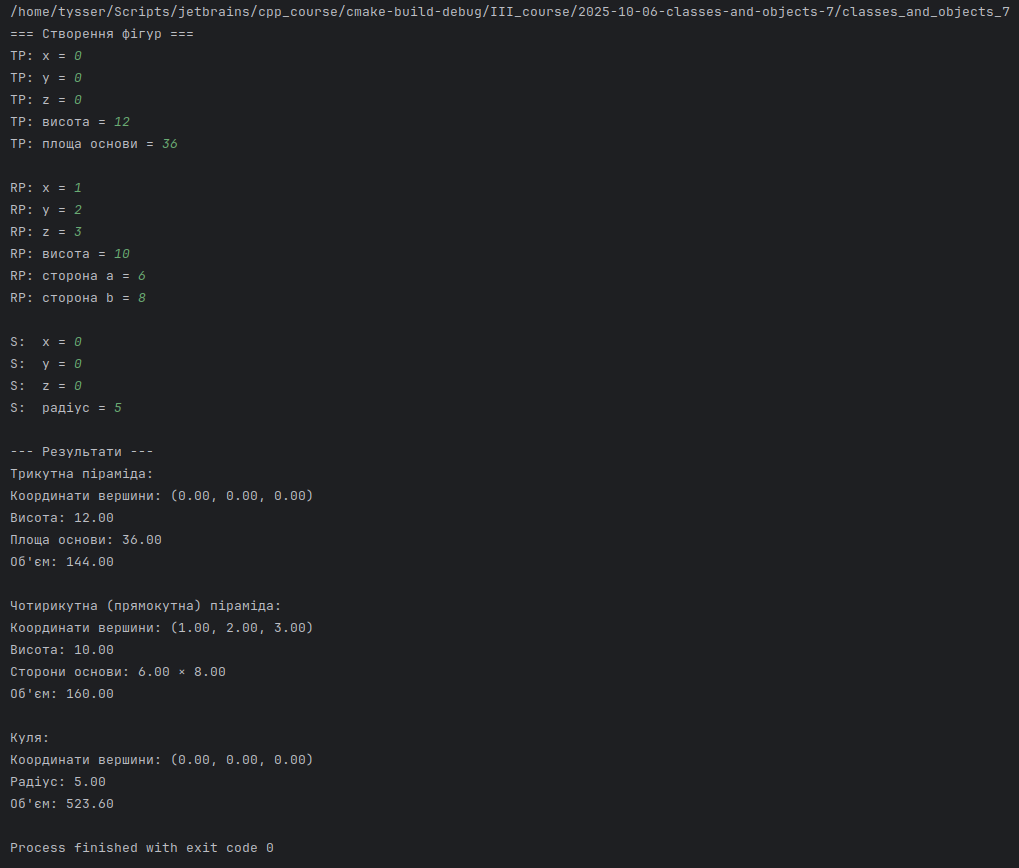 /home/tysser/Scripts/jetbrains/cpp_course/cmake-build-debug/III_course/2025-10-06-classes-and-objects-7/classes_and_objects_7
=== Створення фігур ===
TP: x = 0
TP: y = 0
TP: z = 0
TP: висота = 12
TP: площа основи = 36
RP: x = 1
RP: y = 2
RP: z = 3
RP: висота = 10
RP: сторона a = 6
RP: сторона b = 8
S:  x = 0
S:  y = 0
S:  z = 0
S:  радіус = 5
--- Результати ---
Трикутна піраміда:
Координати вершини: (0.00, 0.00, 0.00)
Висота: 12.00
Площа основи: 36.00
Об'єм: 144.00
Чотирикутна (прямокутна) піраміда:
Координати вершини: (1.00, 2.00, 3.00)
Висота: 10.00
Сторони основи: 6.00 × 8.00
Об'єм: 160.00
Куля:
Координати вершини: (0.00, 0.00, 0.00)
Радіус: 5.00
Об'єм: 523.60
Process finished with exit code 0